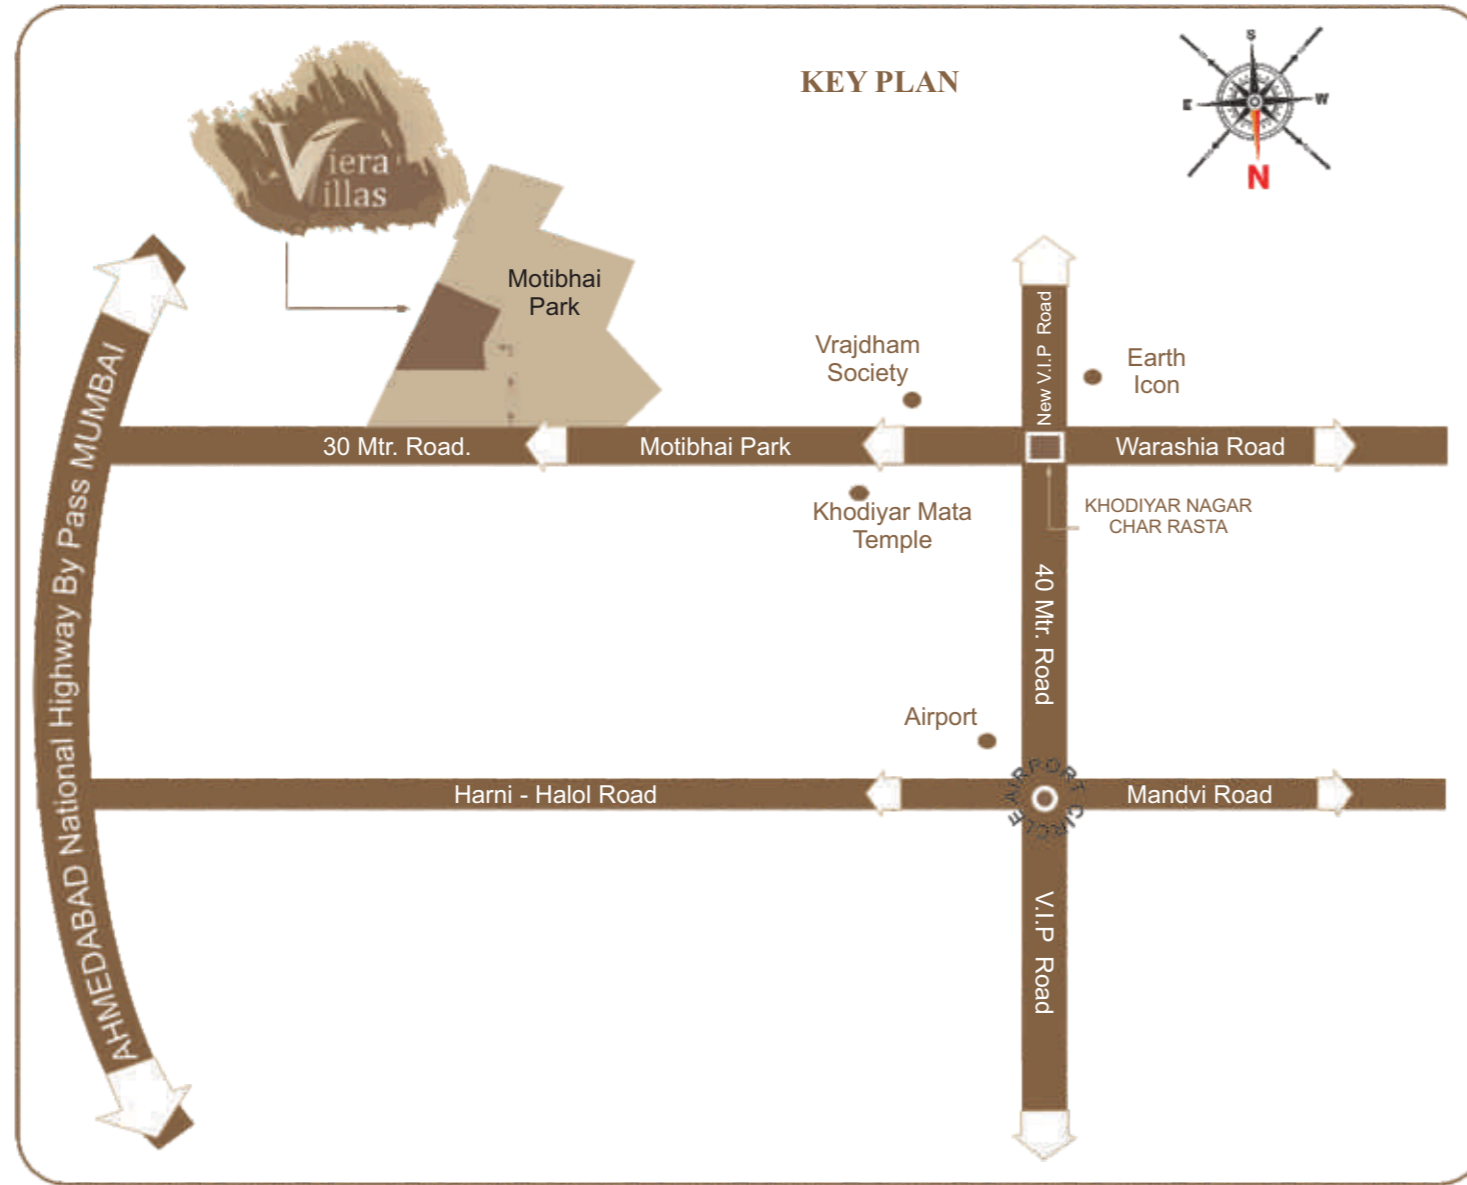 KEY PLAN
S
E
W
N
Viera
Villas
Motibhai
Park
New V.I.P Road
Vrajdham
Society
Earth
Icon
30 Mtr. Road.
Motibhai Park
Warashia Road
Khodiyar Mata
Temple
KHODIYAR NAGAR
CHAR RASTA
AHMEDABAD National Highway By Pass MUMBAI
40 Mtr. Road
Airport
Harni - Halol Road
AIRPORT CIRCLE
Mandvi Road
V.I.P Road